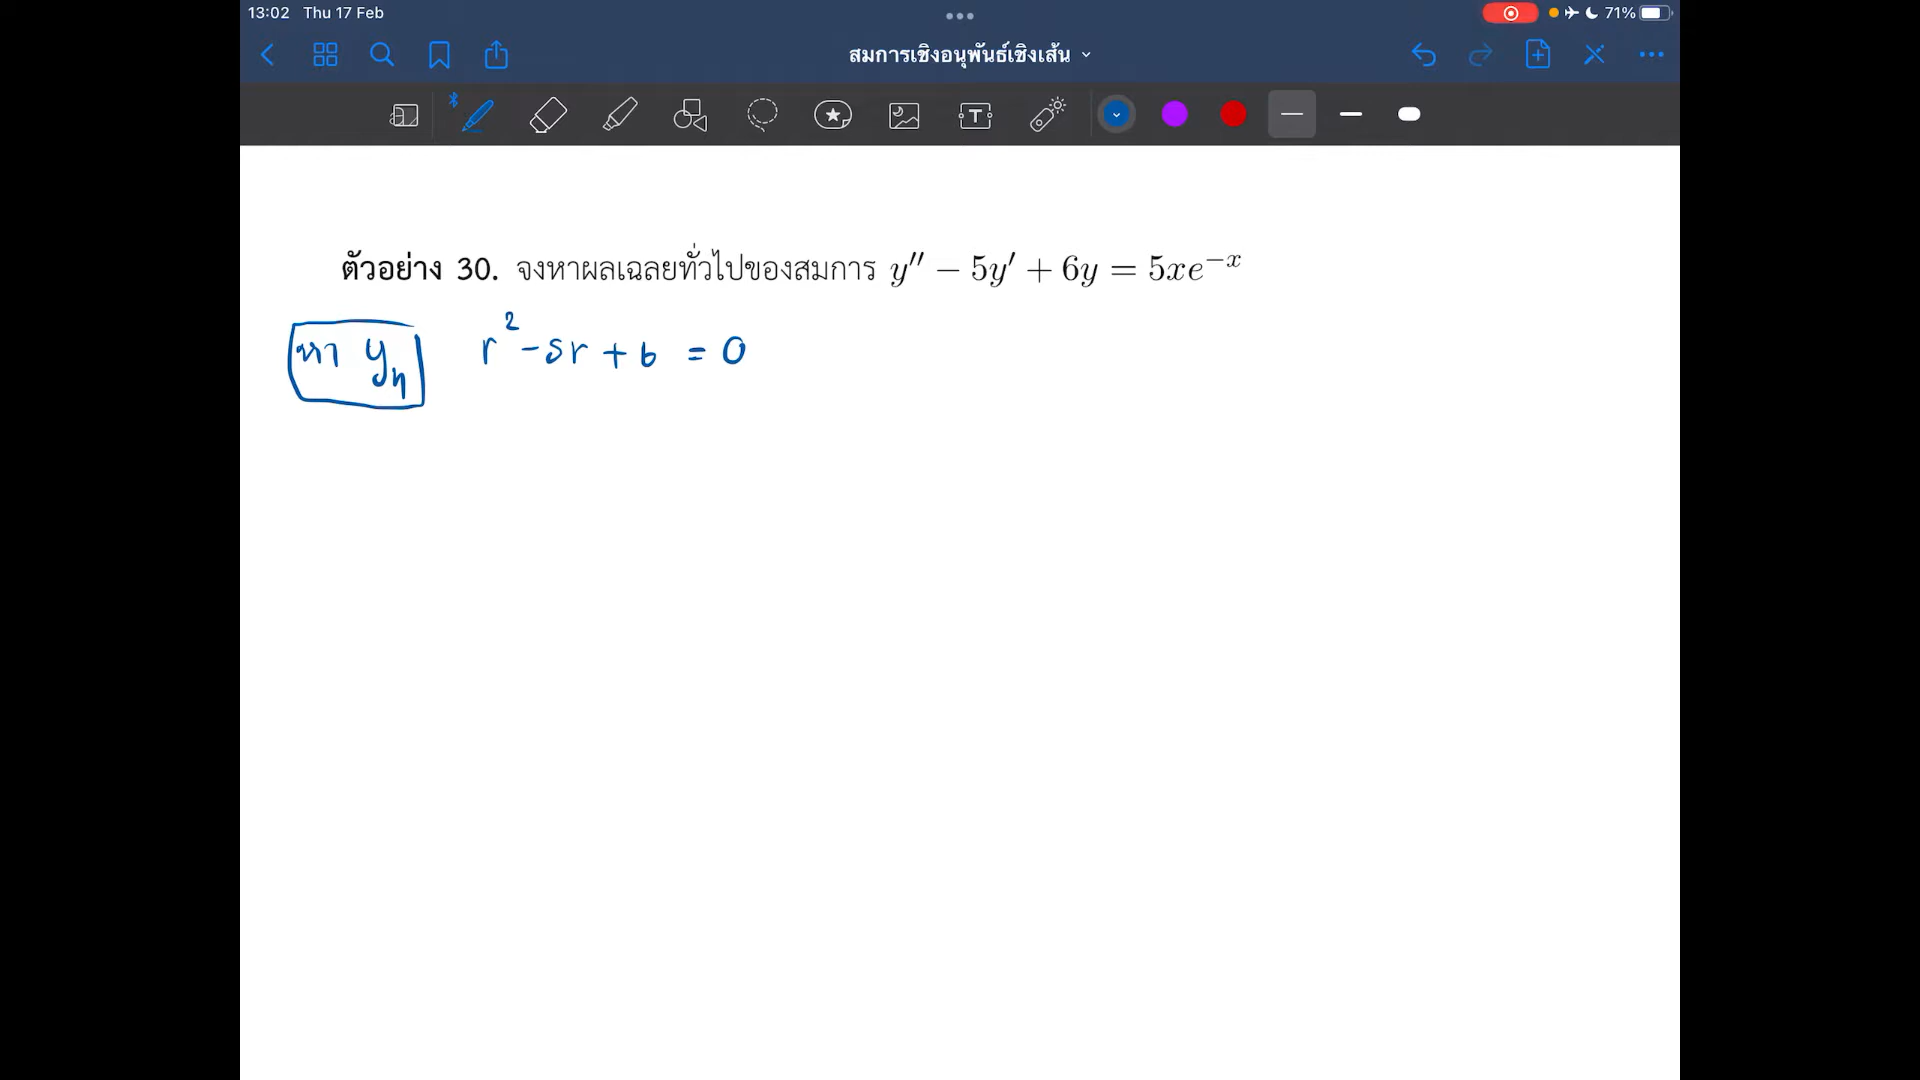 13:02 Thu 17 Feb
71%
สมการเชิงอนุพันธ์เชิงเส้น
ตัวอย่าง 30. จงหาผลเฉลยทั่วไปของสมการ y″ − 5y′ + 6y = 5xe⁻ˣ
หา yₕ r² - 5r + 6 = 0